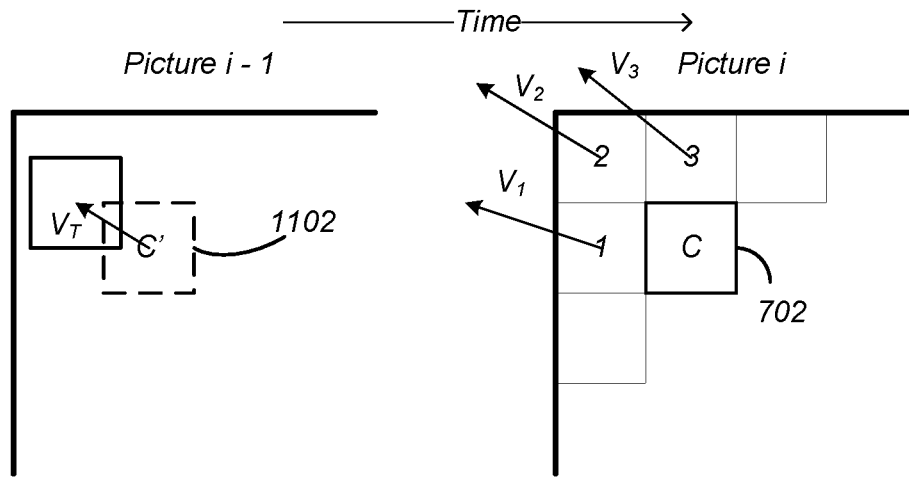 Time
Picture i - 1
Picture i
V3
V2
V1
2
3
1
C
702
VT
C'
1102